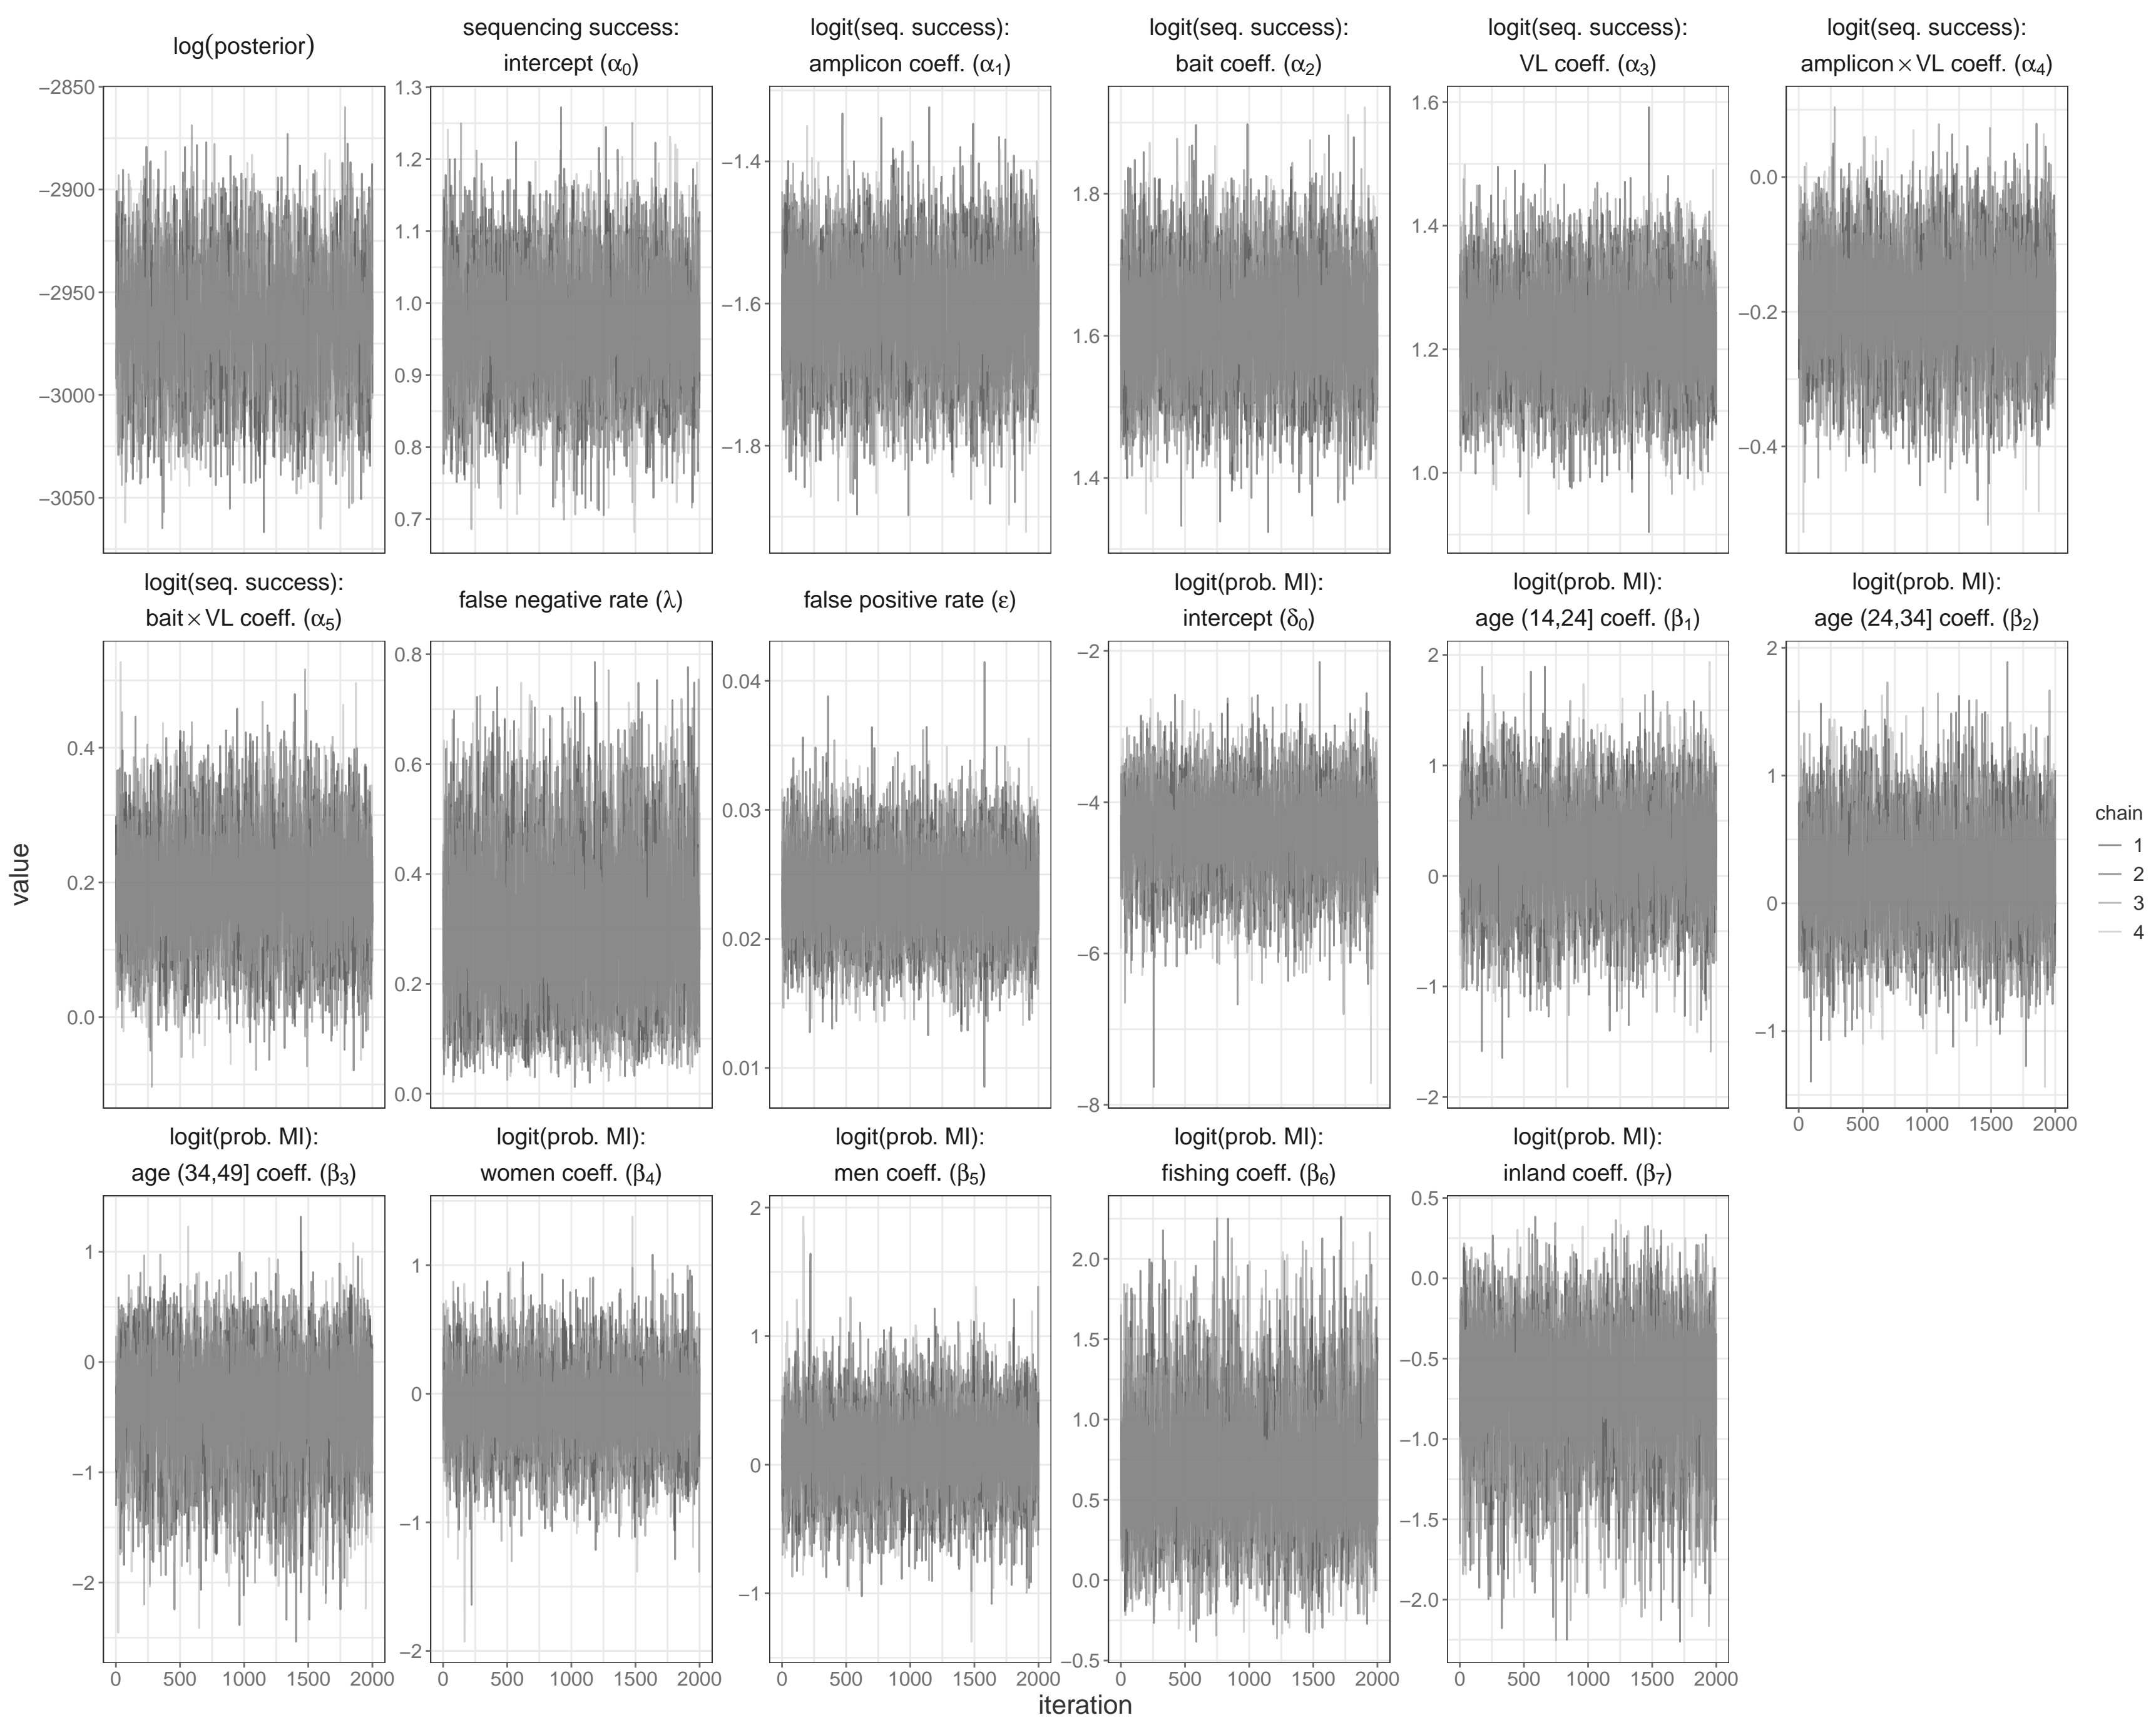 log(posterior)
sequencing success:
intercept (α0)
logit(seq. success):
amplicon coeff. (α1)
logit(seq. success):
bait coeff. (α2)
logit(seq. success):
VL coeff. (α3)
logit(seq. success):
amplicon×VL coeff. (α4)
−2850
−2900
−2950
−3000
−3050
1.3
1.2
1.1
1.0
0.9
0.8
0.7
−1.4
−1.6
−1.8
1.8
1.6
1.4
1.6
1.4
1.2
1.0
0.0
−0.2
−0.4
logit(seq. success):
bait×VL coeff. (α5)
false negative rate (λ)
false positive rate (ε)
logit(prob. MI):
intercept (δ0)
logit(prob. MI):
age (14,24] coeff. (β1)
logit(prob. MI):
age (24,34] coeff. (β2)
0.4
0.2
0.0
0.8
0.6
0.4
0.2
0.0
0.04
0.03
0.02
0.01
−2
−4
−6
−8
2
1
0
−1
−2
2
1
0
−1
0 500 1000 1500 2000
value
chain
1
2
3
4
logit(prob. MI):
age (34,49] coeff. (β3)
logit(prob. MI):
women coeff. (β4)
logit(prob. MI):
men coeff. (β5)
logit(prob. MI):
fishing coeff. (β6)
logit(prob. MI):
inland coeff. (β7)
1
0
−1
−2
1
0
−1
−2
2
1
0
−1
2.0
1.5
1.0
0.5
0.0
−0.5
0.5
0.0
−0.5
−1.0
−1.5
−2.0
0 500 1000 1500 2000
0 500 1000 1500 2000
0 500 1000 1500 2000
0 500 1000 1500 2000
0 500 1000 1500 2000
iteration